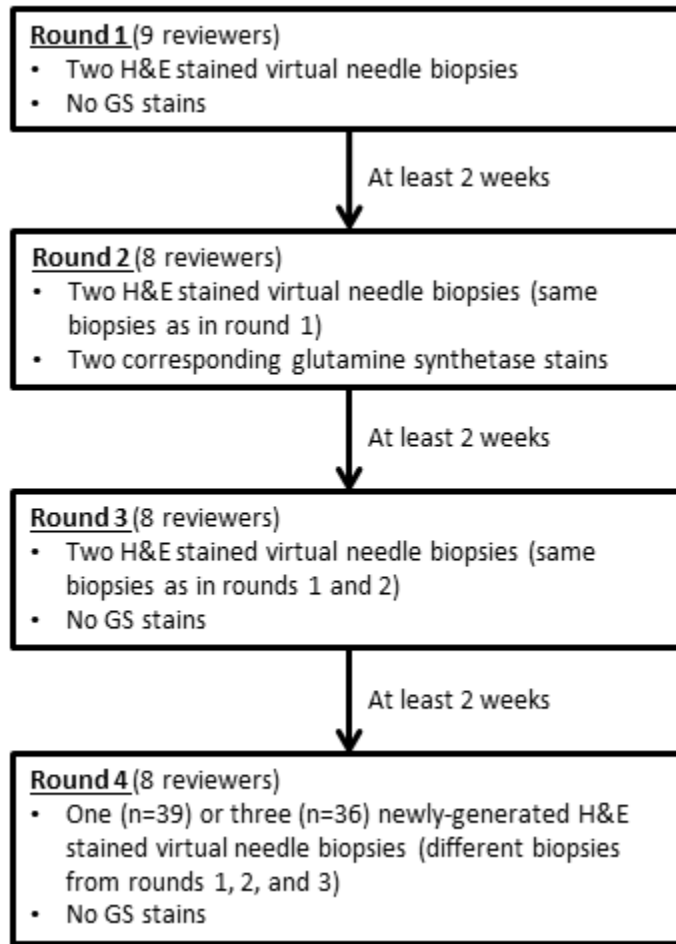 Round 1 (9 reviewers)
• Two H&E stained virtual needle biopsies
• No GS stains
At least 2 weeks
Round 2 (8 reviewers)
• Two H&E stained virtual needle biopsies (same
biopsies as in round 1)
• Two corresponding glutamine synthetase stains
At least 2 weeks
Round 3 (8 reviewers)
• Two H&E stained virtual needle biopsies (same
biopsies as in rounds 1 and 2)
• No GS stains
At least 2 weeks
Round 4 (8 reviewers)
• One (n=39) or three (n=36) newly-generated H&E
stained virtual needle biopsies (different biopsies
from rounds 1, 2, and 3)
• No GS stains